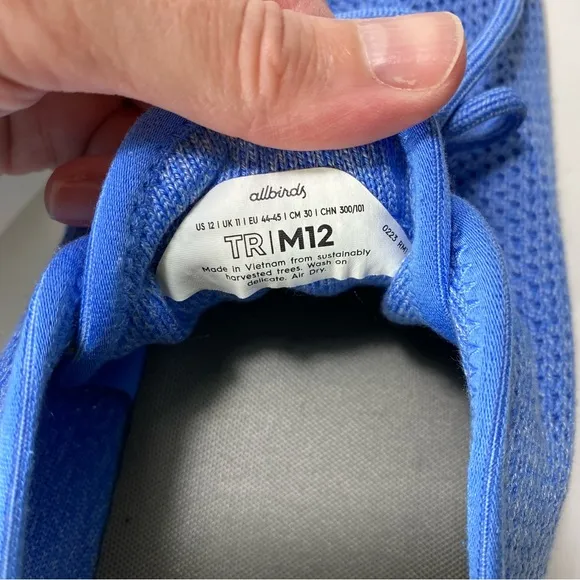 allbirds
US 12 | UK 11 | EU 44-45 | CM 30 | CHN 300/101
TR|M12
Made in Vietnam from sustainably
harvested trees. Wash on
delicate. Air Dry.
0223